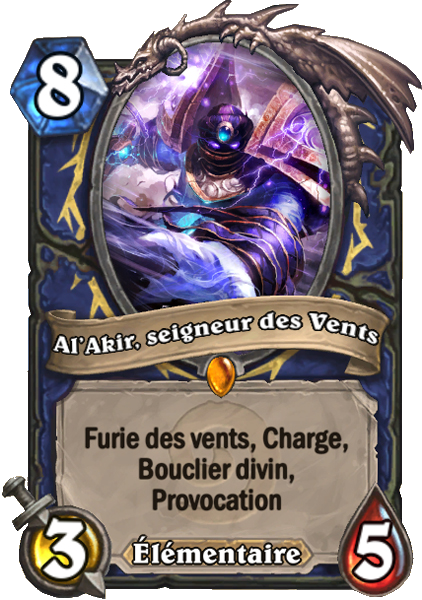 8
Al'Akir, seigneur des Vents
Furie des vents, Charge,
Bouclier divin,
Provocation
3
Élémentaire
5